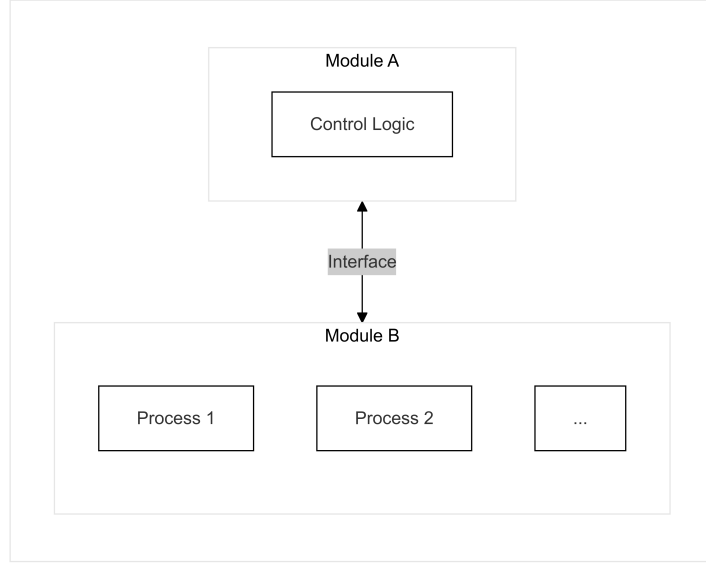 Module A
Control Logic
Interface
Module B
Process 1
Process 2
...